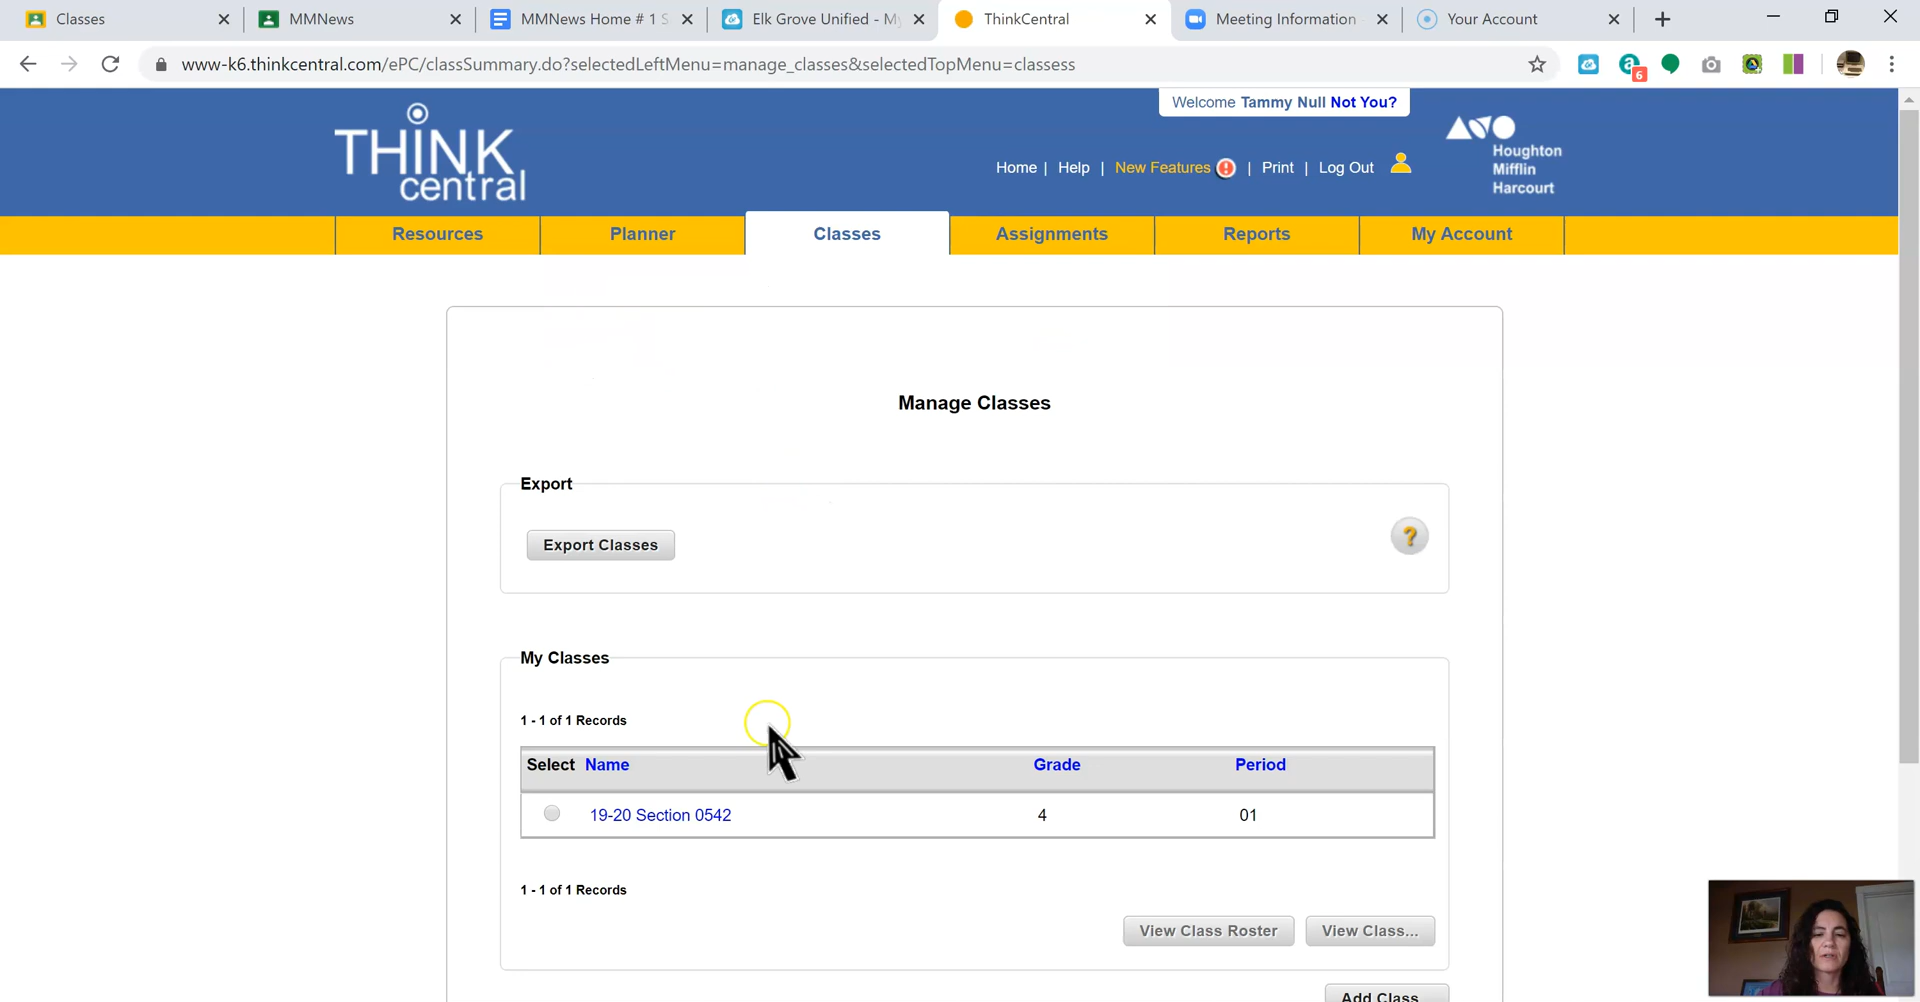 Classes
MMNews
MMNews Home # 1 S
Elk Grove Unified - My
ThinkCentral
Meeting Information
Your Account
www-k6.thinkcentral.com/ePC/classSummary.do?selectedLeftMenu=manage_classes&selectedTopMenu=classess
6
Welcome Tammy Null Not You?
THINK
central
Home | Help | New Features ! | Print | Log Out
Houghton
Mifflin
Harcourt
Resources
Planner
Classes
Assignments
Reports
My Account
Manage Classes
Export
Export Classes
?
My Classes
1 - 1 of 1 Records
Select Name Grade Period
19-20 Section 0542 4 01
1 - 1 of 1 Records
View Class Roster
View Class...
Add Class